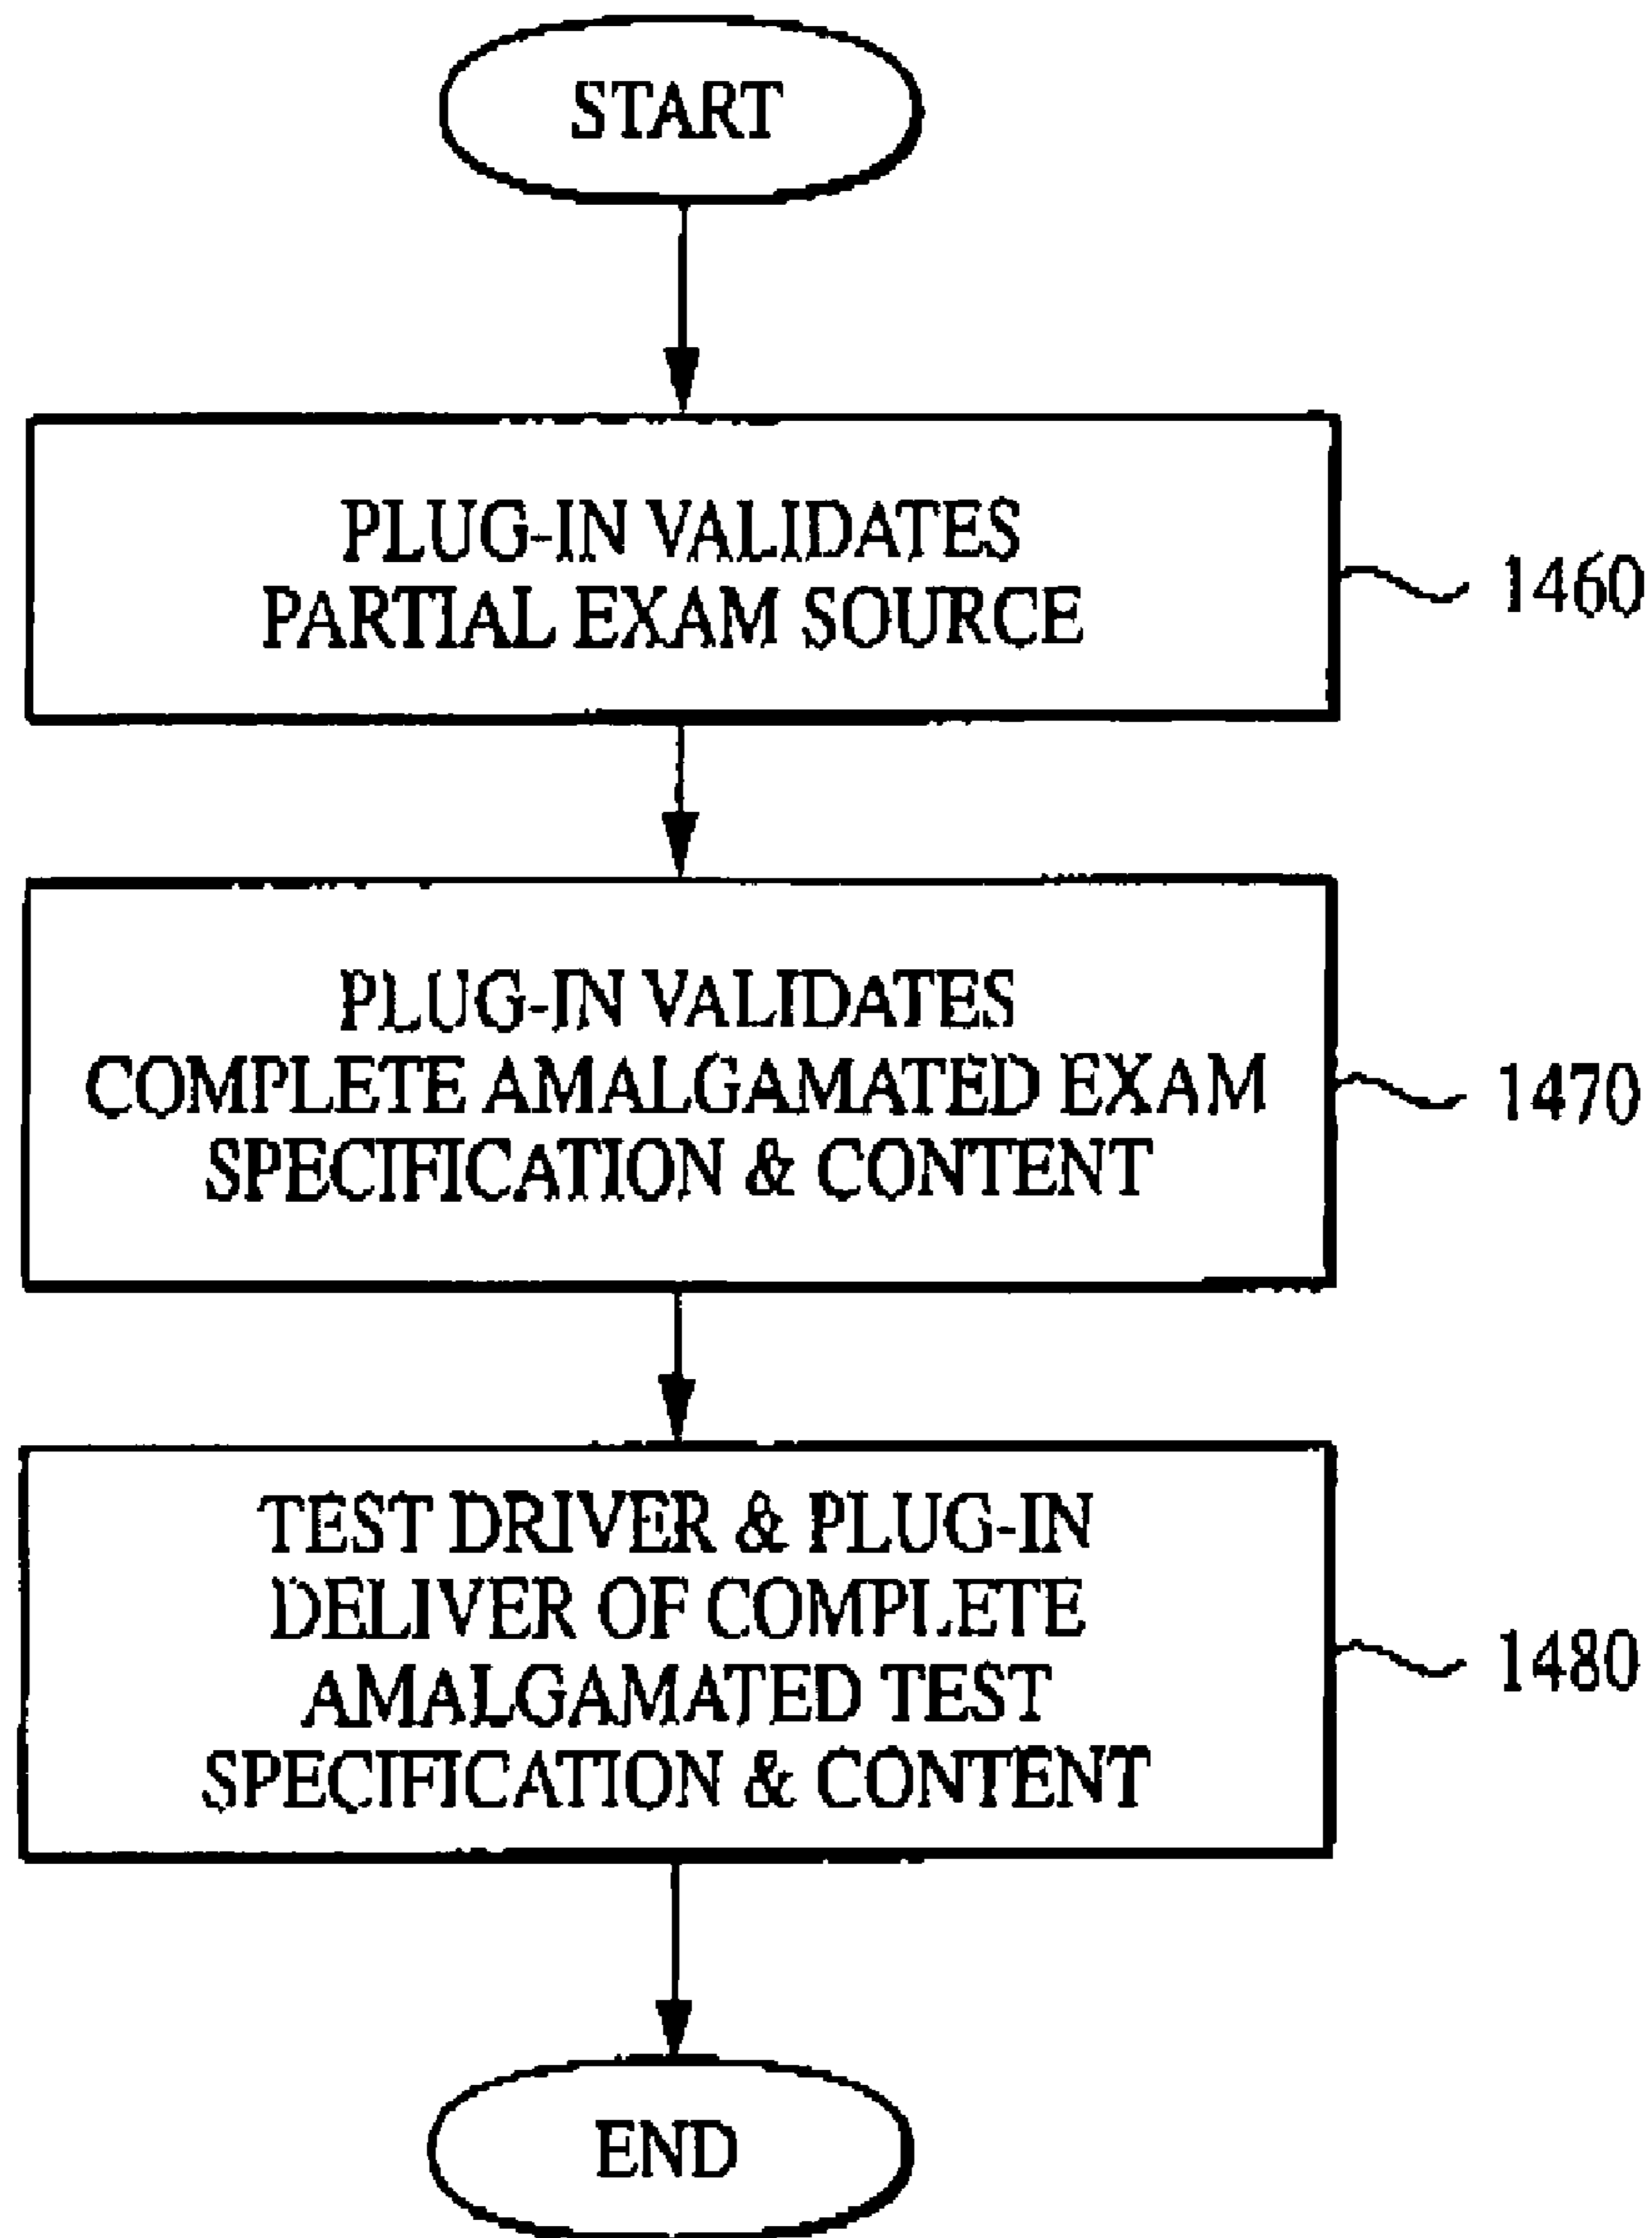 START
PLUG-IN VALIDATES
PARTIAL EXAM SOURCE
1460
PLUG-IN VALIDATES
COMPLETE AMALGAMATED EXAM
SPECIFICATION & CONTENT
1470
TEST DRIVER & PLUG-IN
DELIVER OF COMPLETE
AMALGAMATED TEST
SPECIFICATION & CONTENT
1480
END